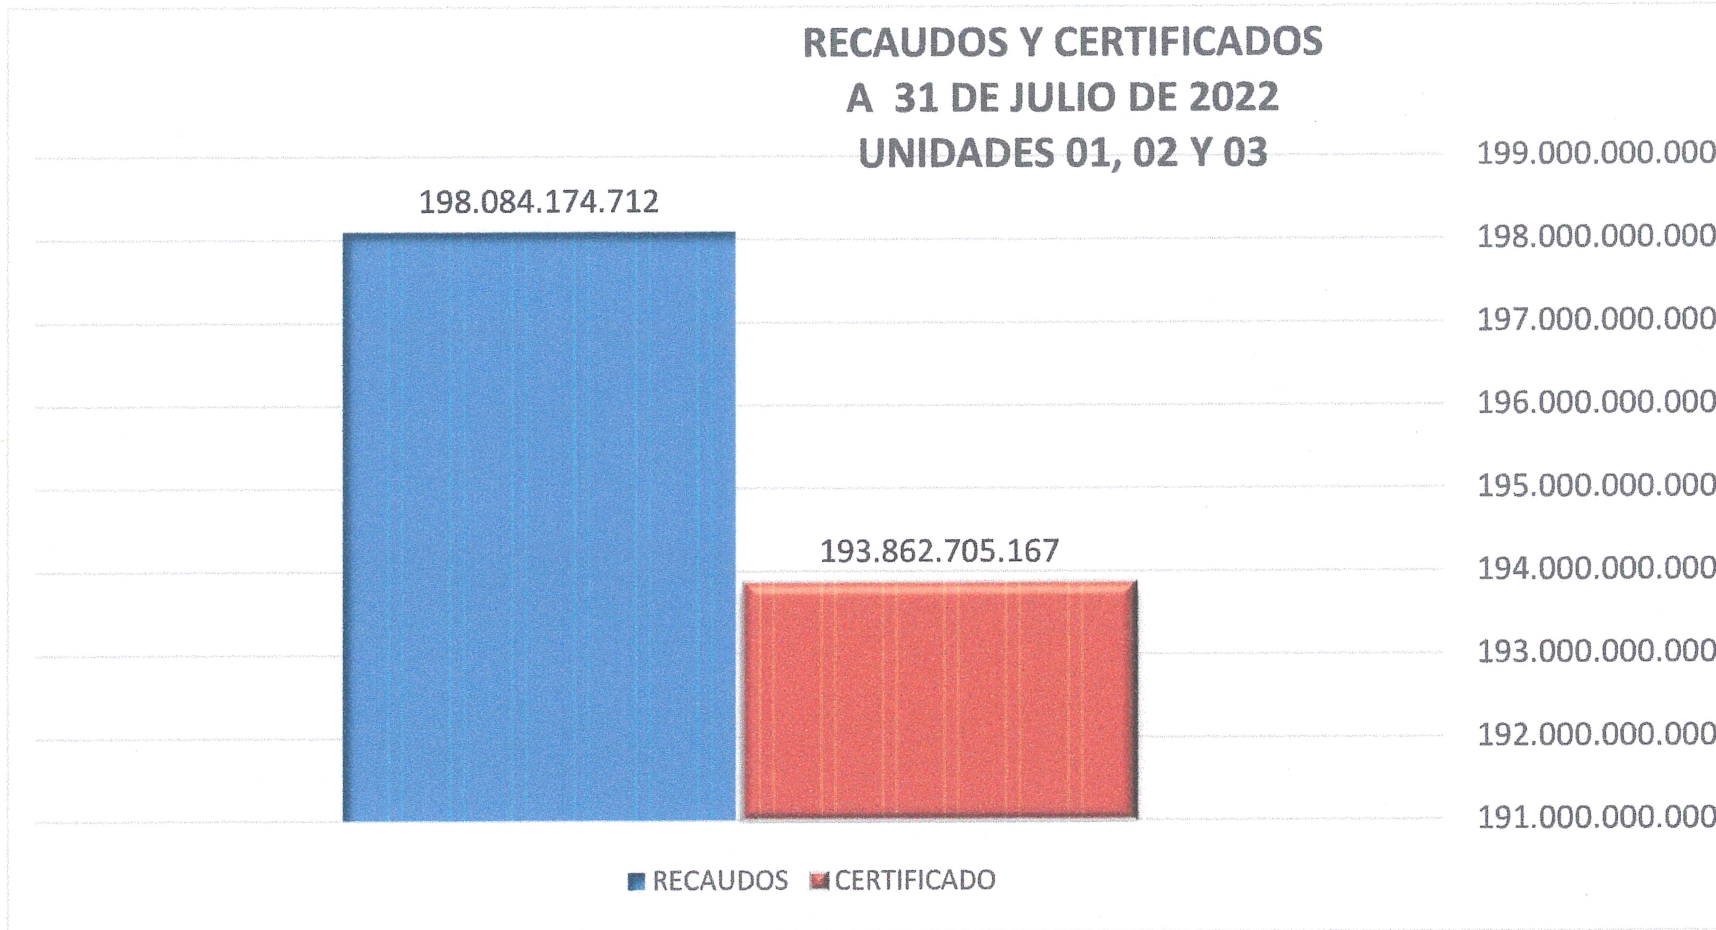 RECAUDOS Y CERTIFICADOS
A 31 DE JULIO DE 2022
UNIDADES 01, 02 Y 03
199.000.000.000
198.084.174.712
198.000.000.000
197.000.000.000
196.000.000.000
195.000.000.000
193.862.705.167
194.000.000.000
193.000.000.000
192.000.000.000
191.000.000.000
RECAUDOS CERTIFICADO